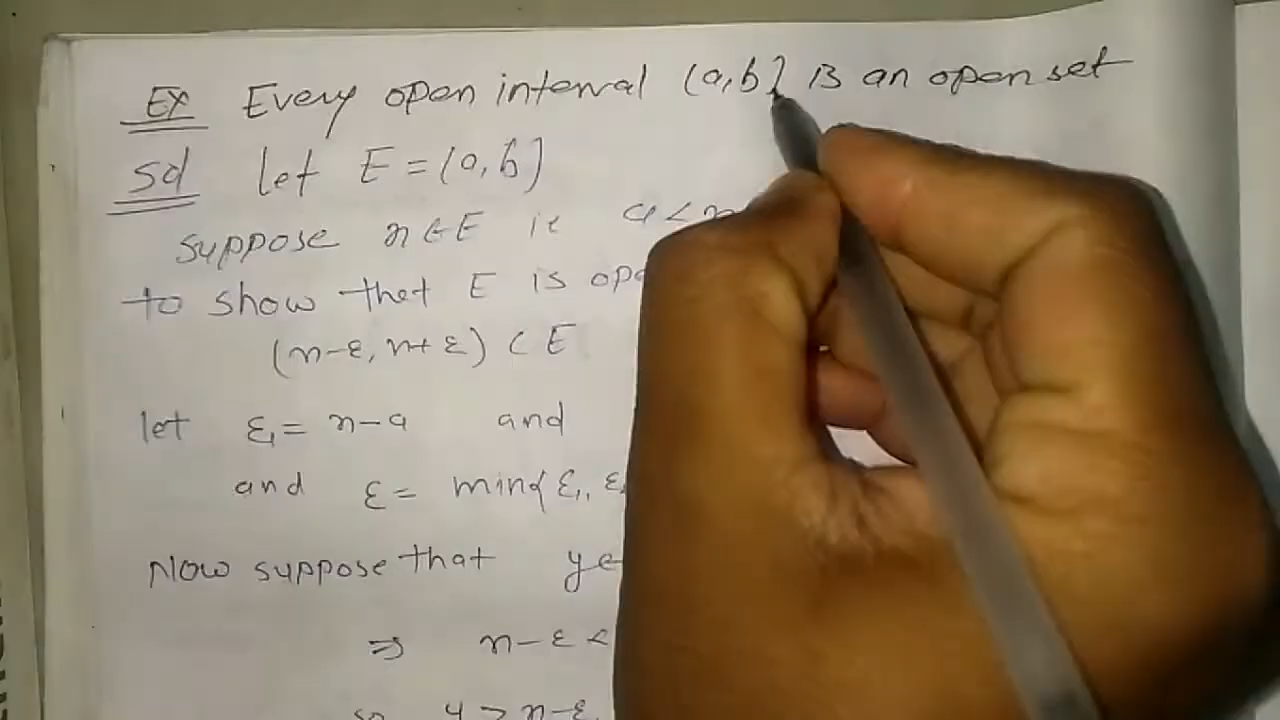 Ex Every open interval (a,b) is an open set
Sol let E = (a,b)
suppose x ∈ E ie a < x
to show that E is
(x-ε, x+ε) ⊂ E
let ε₁ = x-a and
and ε = min{ε₁,
Now suppose that y ∈
⇒ x-ε <
so y > x-ε